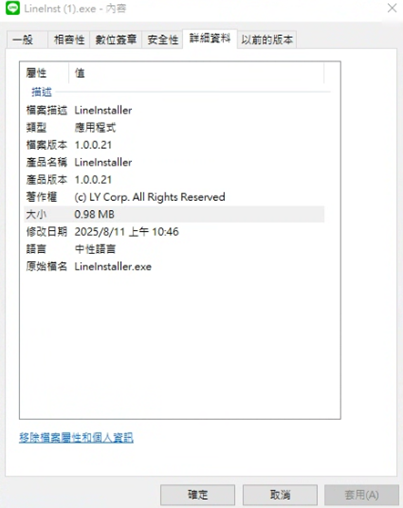 LineInst (1).exe - 內容
一般 相容性 數位簽章 安全性 詳細資料 以前的版本
屬性 值
描述
檔案描述 LineInstaller
類型 應用程式
檔案版本 1.0.0.21
產品名稱 LineInstaller
產品版本 1.0.0.21
著作權 (c) LY Corp. All Rights Reserved
大小 0.98 MB
修改日期 2025/8/11 上午 10:46
語言 中性語言
原始檔名 LineInstaller.exe
移除檔案屬性和個人資訊
確定 取消 套用(A)